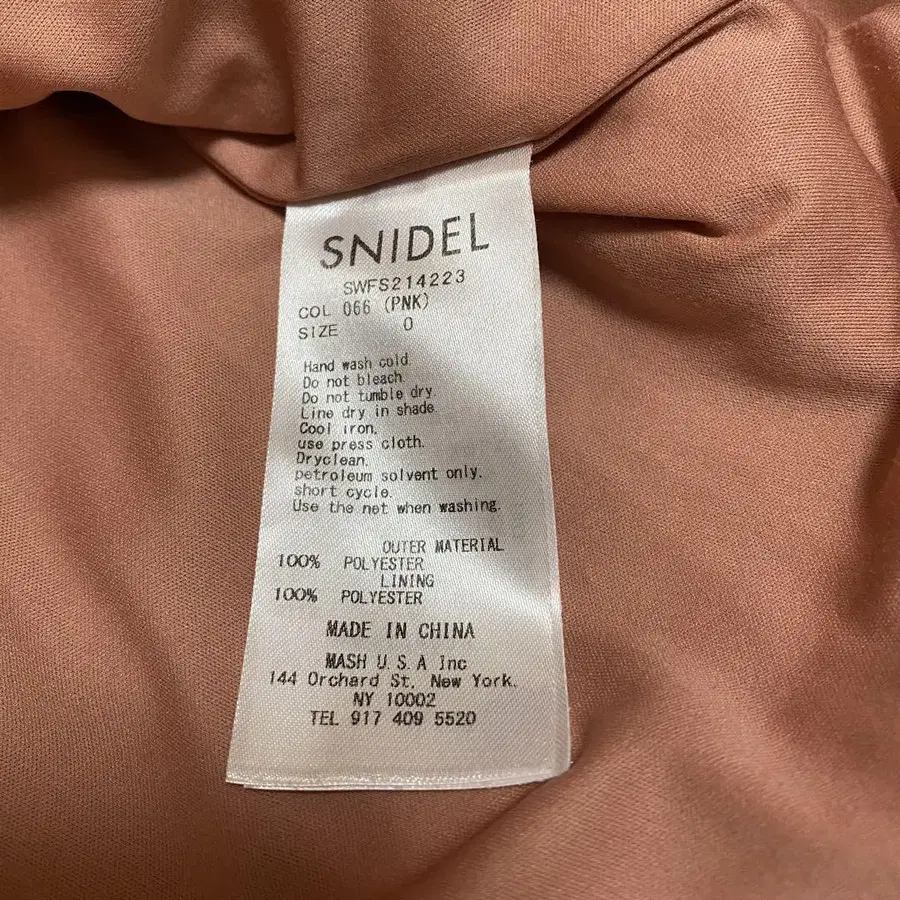 SNIDEL
SWFS214223
COL 066 (PNK)
SIZE 0
Hand wash cold.
Do not bleach.
Do not tumble dry.
Line dry in shade.
Cool iron,
use press cloth.
Dryclean,
petroleum solvent only.
short cycle.
Use the net when washing.
OUTER MATERIAL
100% POLYESTER
LINING
100% POLYESTER
MADE IN CHINA
MASH U.S.A Inc
144 Orchard St, New York.
NY 10002
TEL 917 409 5520